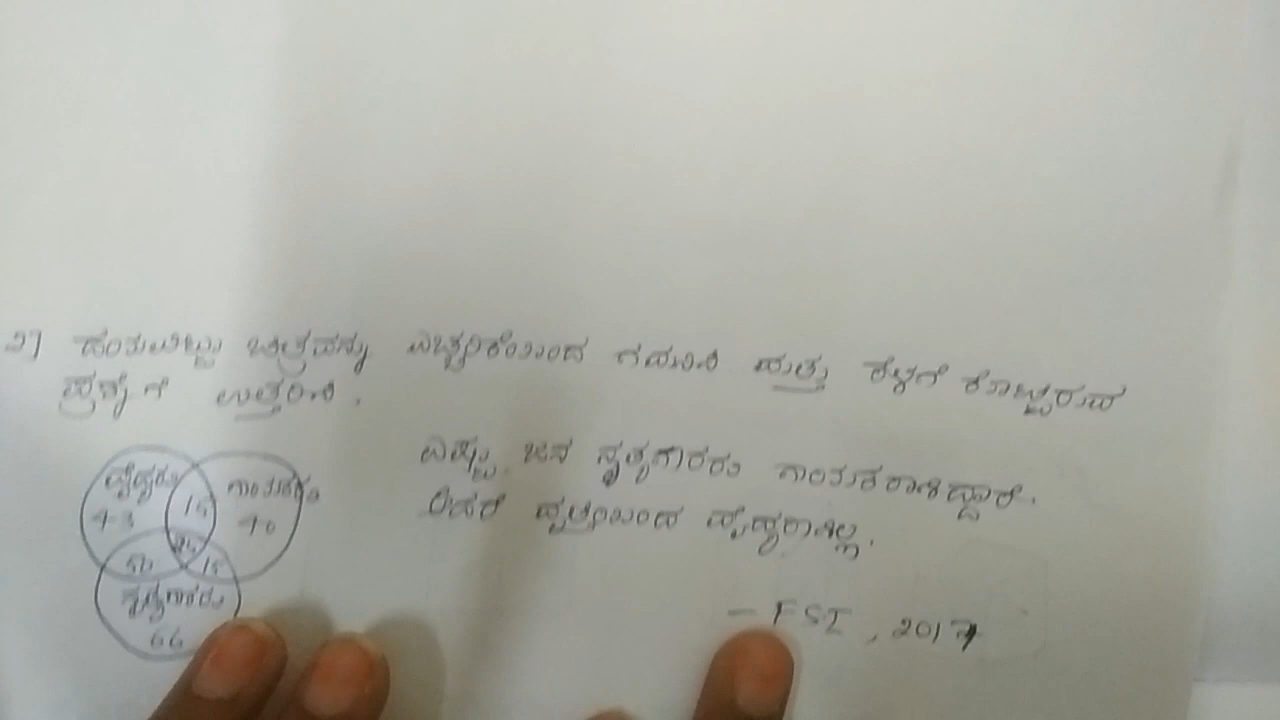 ೨] ದಂತುವಿಟ್ಟು ಚಿತ್ರವನ್ನು ಎಚ್ಚರಿಕೆಯಿಂದ ಗಮನಿಸಿ ಮತ್ತು ಕೆಳಗೆ ಕೊಟ್ಟಿರುವ
ಪ್ರಶ್ನೆಗೆ ಉತ್ತರಿಸಿ.
ಎಷ್ಟು ಜನ ನೃತ್ಯಗಾರರು ಗಾಯಕರಾಗಿದ್ದಾರೆ.
ಆದರೆ ವೃತ್ತಿಯಿಂದ ವೈದ್ಯರಾಗಿಲ್ಲ.
ವೈದ್ಯರು 15 ಗಾಯಕರು
43 40
50 15
ನೃತ್ಯಗಾರರು
66
- FSI, 2017